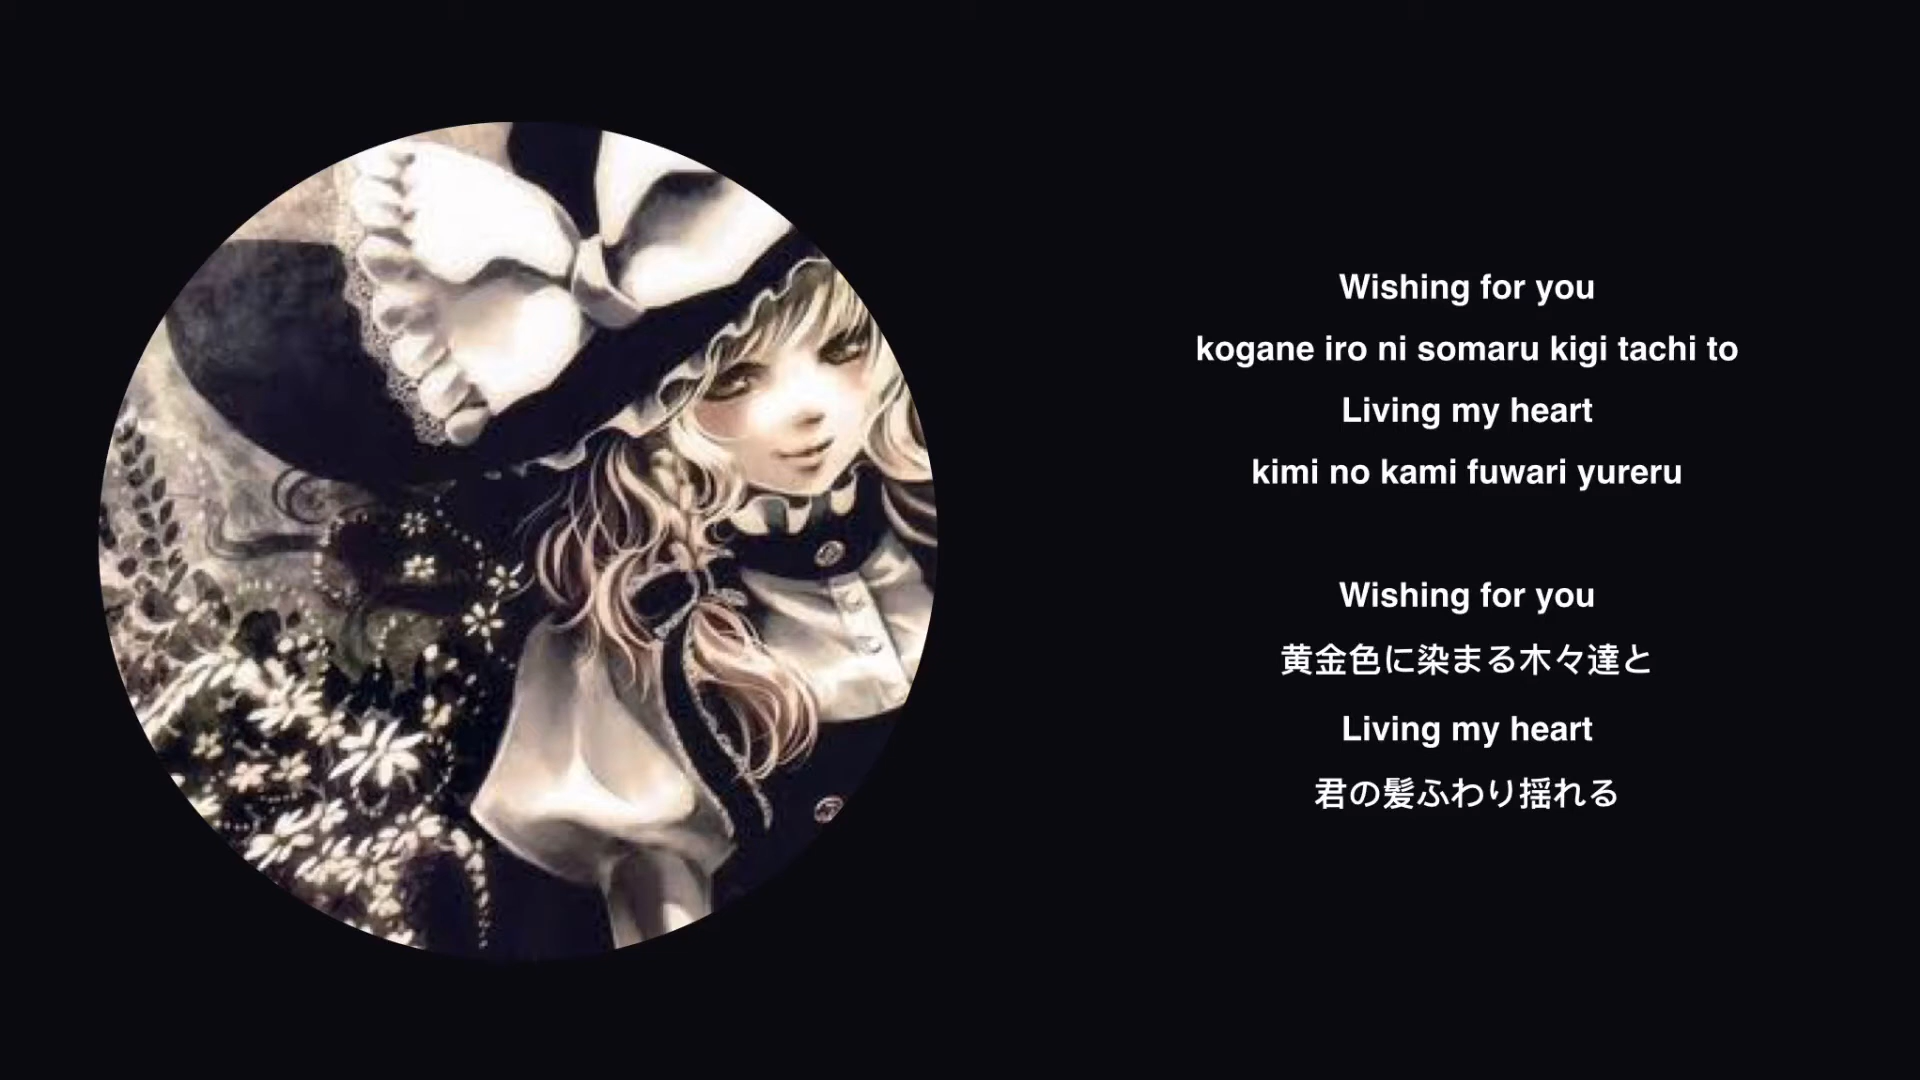 Wishing for you
kogane iro ni somaru kigi tachi to
Living my heart
kimi no kami fuwari yureru
Wishing for you
黄金色に染まる木々達と
Living my heart
君の髪ふわり揺れる